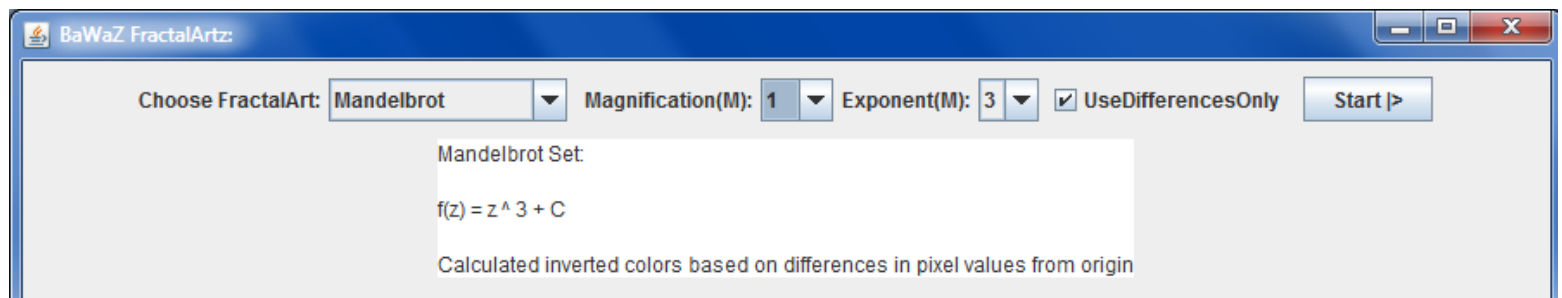 BaWaZ FractalArtz:
Choose FractalArt: Mandelbrot Magnification(M): 1 Exponent(M): 3 UseDifferencesOnly Start |>
Mandelbrot Set:
f(z) = z ^ 3 + C
Calculated inverted colors based on differences in pixel values from origin